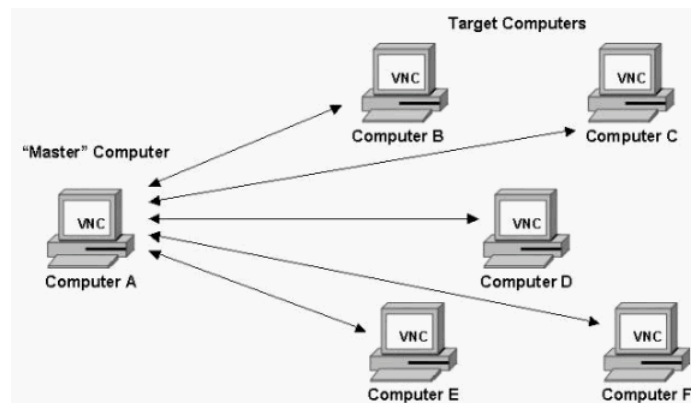 Target Computers
VNC
VNC
Computer B
Computer C
“Master” Computer
VNC
VNC
Computer A
Computer D
VNC
VNC
Computer E
Computer F